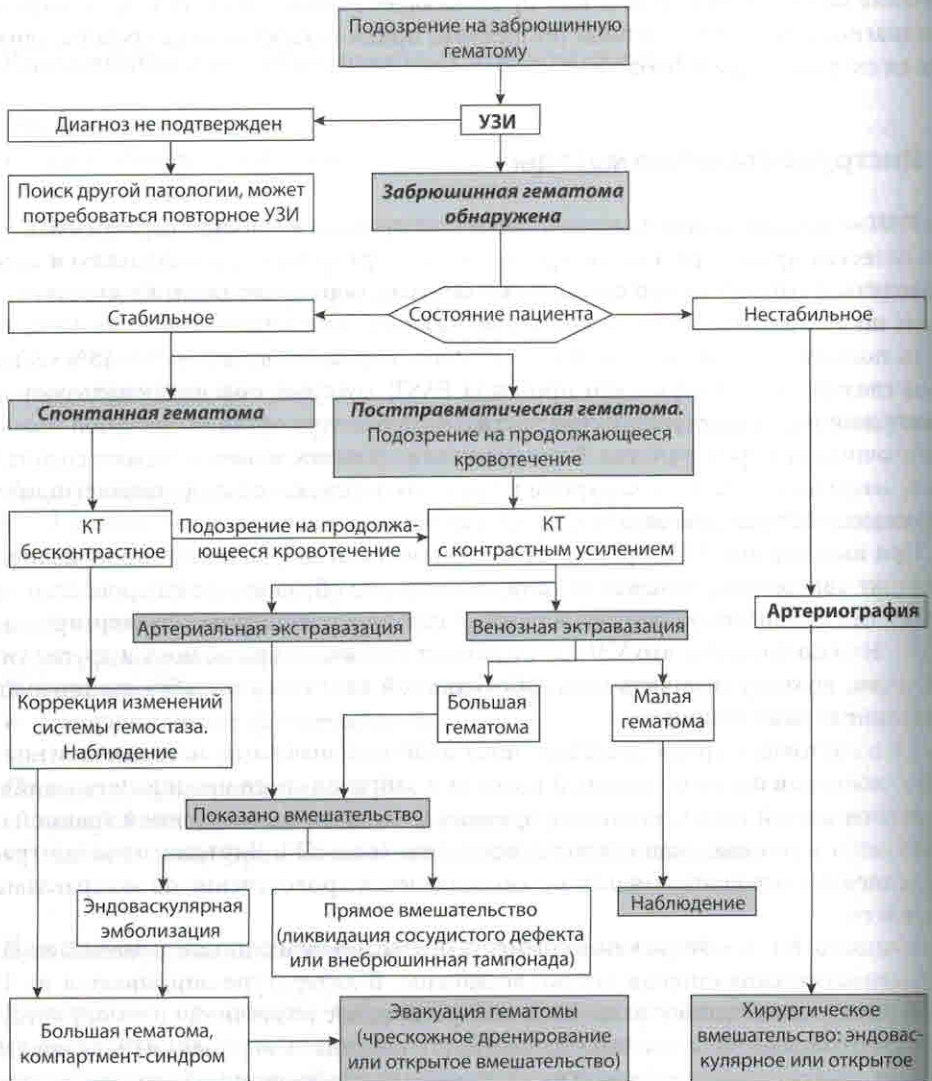 Подозрение на забрюшинную
гематому
УЗИ
Диагноз не подтвержден
Поиск другой патологии, может
потребоваться повторное УЗИ
Забрюшинная гематома
обнаружена
Стабильное
Состояние пациента
Нестабильное
Спонтанная гематома
Посттравматическая гематома.
Подозрение на продолжающееся
кровотечение
КТ
бесконтрастное
Подозрение на продолжа-
ющееся кровотечение
КТ
с контрастным усилением
Артериография
Артериальная экстравазация
Венозная эктравазация
Коррекция изменений
системы гемостаза.
Наблюдение
Большая
гематома
Малая
гематома
Показано вмешательство
Эндоваскулярная
эмболизация
Прямое вмешательство
(ликвидация сосудистого дефекта
или внебрюшинная тампонада)
Наблюдение
Большая гематома,
компартмент-синдром
Эвакуация гематомы
(чрескожное дренирование
или открытое вмешательство)
Хирургическое
вмешательство: эндовас-
кулярное или открытое